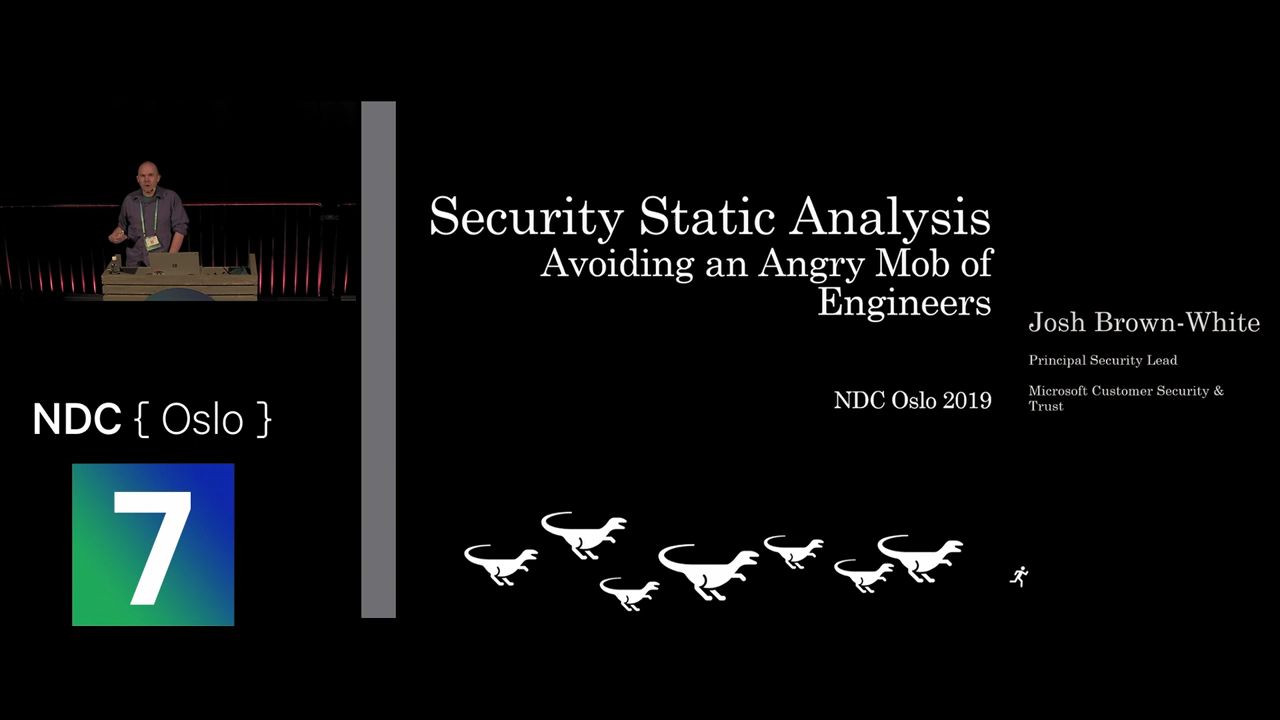 Security Static Analysis
Avoiding an Angry Mob of
Engineers
NDC Oslo 2019
Josh Brown-White
Principal Security Lead
Microsoft Customer Security &
Trust
NDC { Oslo }
7